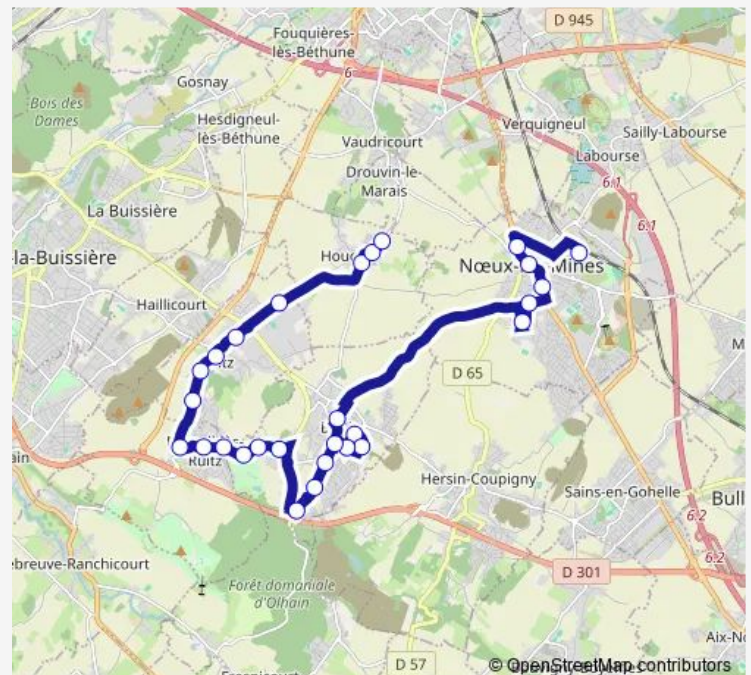 D 945
Fouquières-
lès-Béthune
6
Gosnay
Bois des
Dames
Hesdigneul-
lès-Béthune
Verquigneul
Sailly-Labourse
Vaudricourt
Labourse
Drouvin-le
Marais
6.1
La Buissière
6.1
-la-Buissière
Hou
Nœux- Mines
Haillicourt
tz
D 65
Ruitz
Hersin-Coupigny
Sains-en-Gohelle
Bull
6.2
6.2
ebreuve-Ranchicourt
D 301
Forêt domaniale
d'Olhain
Aix-No
D 57
© OpenStreetMap contributors